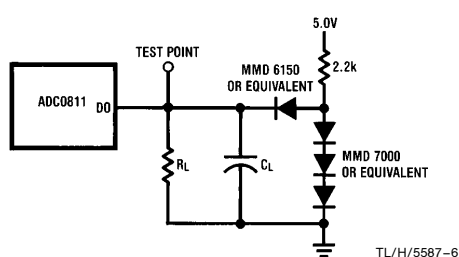 5.0V
TEST POINT
2.2k
MMD 6150
OR EQUIVALENT
ADC0811
DO
MMD 7000
OR EQUIVALENT
RL
CL
TL/H/5587–6